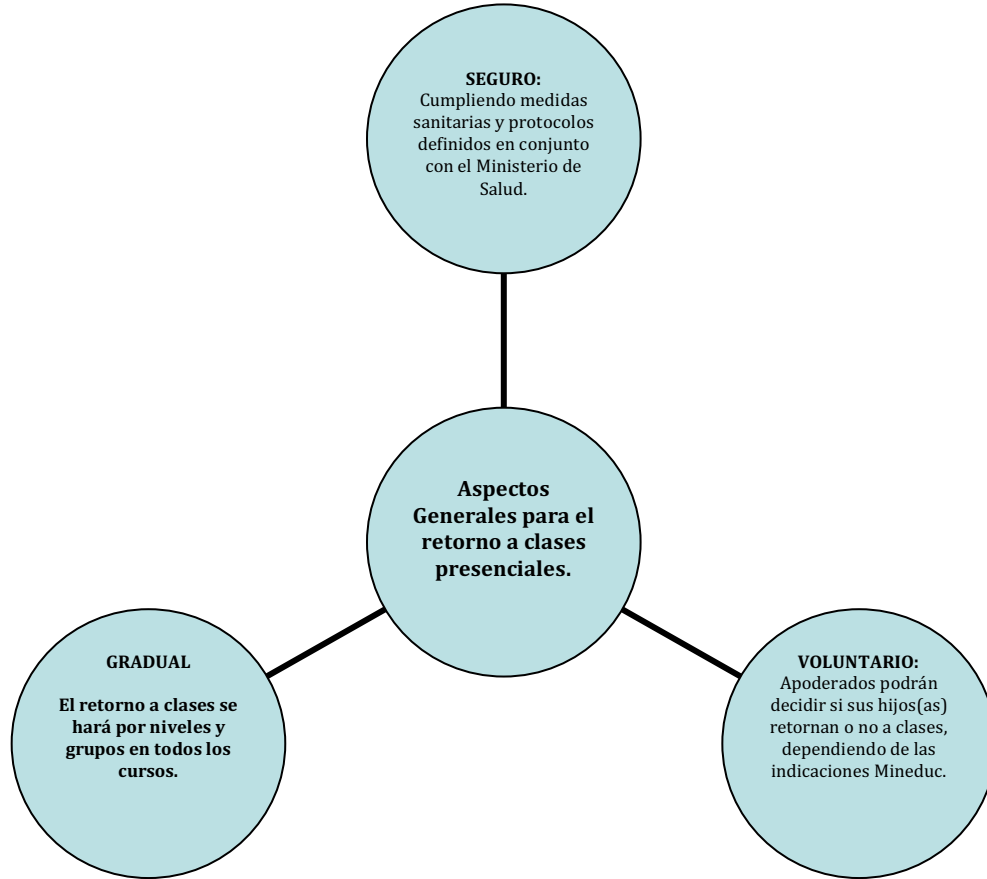 SEGURO:
Cumpliendo medidas
sanitarias y protocolos
definidos en conjunto
con el Ministerio de
Salud.
Aspectos
Generales para el
retorno a clases
presenciales.
GRADUAL
El retorno a clases se
hará por niveles y
grupos en todos los
cursos.
VOLUNTARIO:
Apoderados podrán
decidir si sus hijos(as)
retornan o no a clases,
dependiendo de las
indicaciones Mineduc.